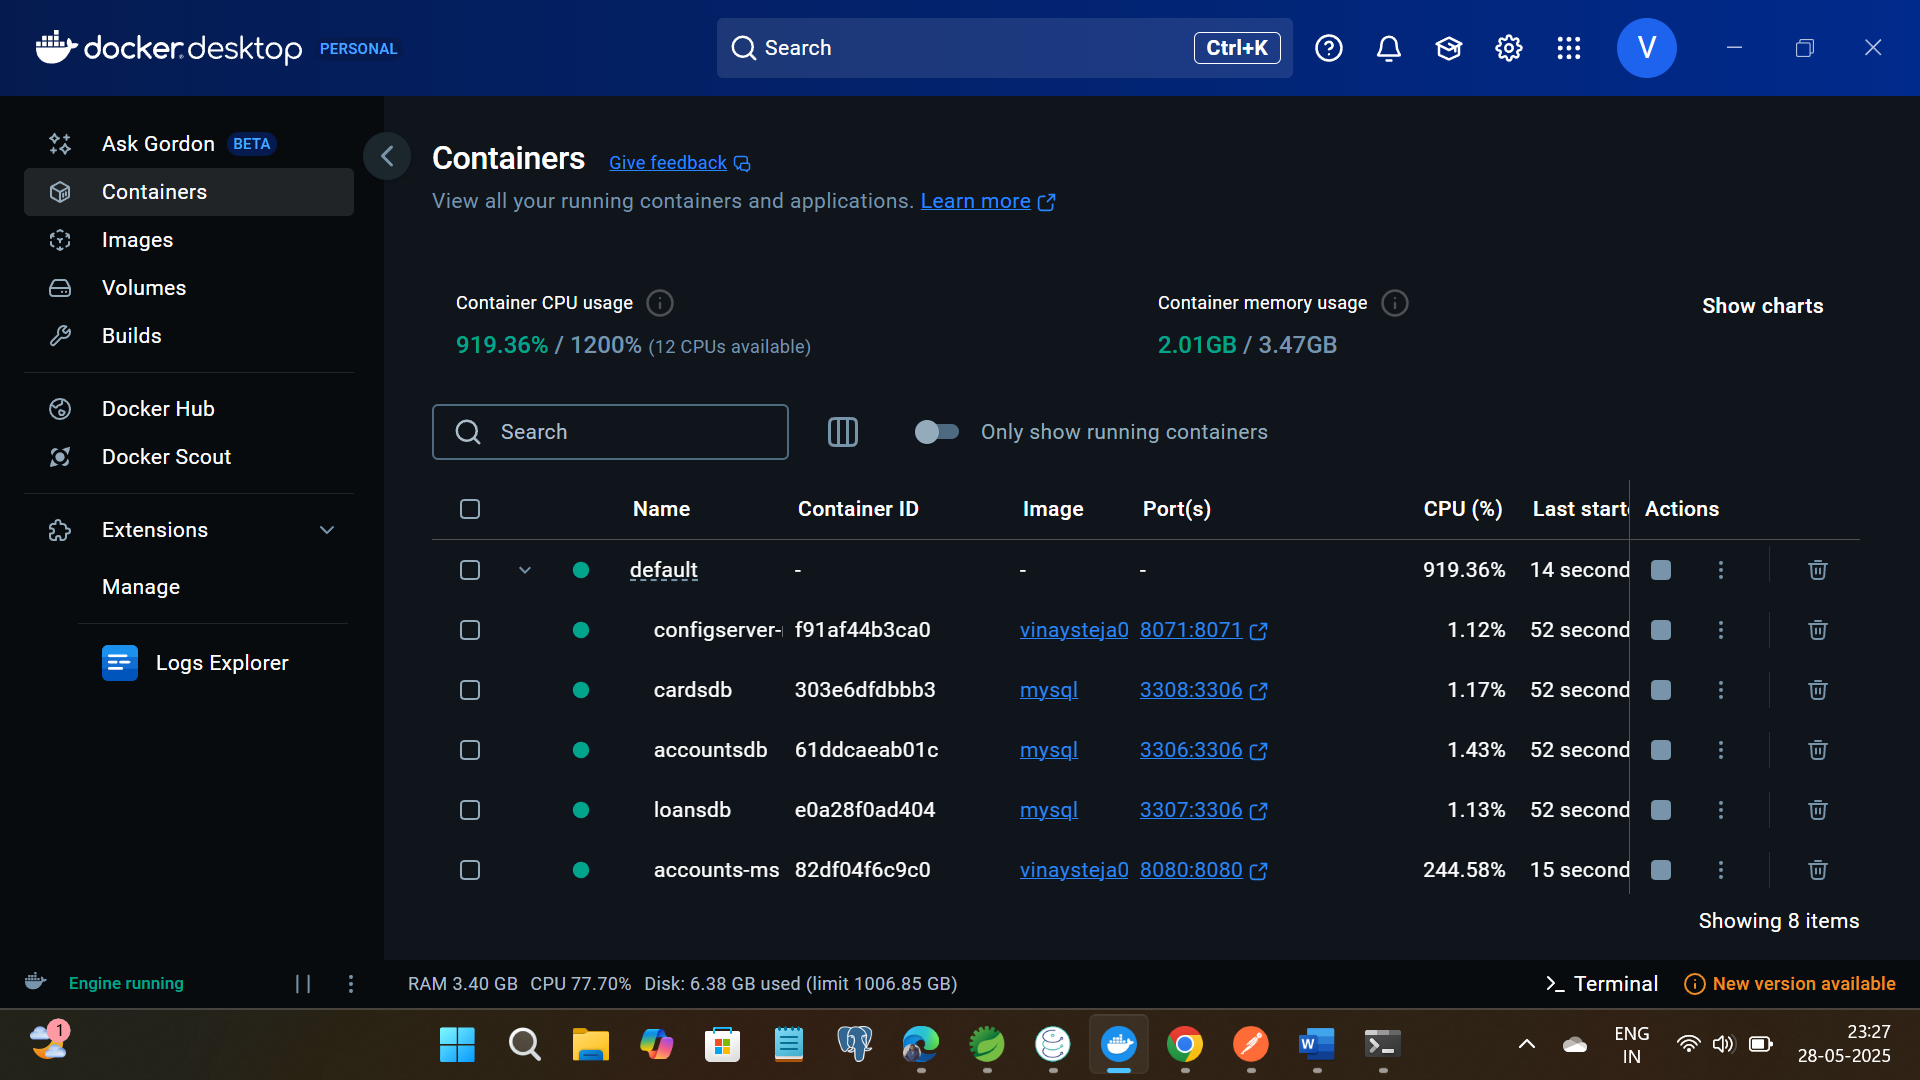 docker.desktop PERSONAL
Search
Ctrl+K
V
Ask Gordon BETA
Containers
Images
Volumes
Builds
Docker Hub
Docker Scout
Extensions
Manage
Logs Explorer
Containers Give feedback
View all your running containers and applications. Learn more
Container CPU usage
919.36% / 1200% (12 CPUs available)
Container memory usage
2.01GB / 3.47GB
Show charts
Search
Only show running containers
Name Container ID Image Port(s) CPU (%) Last start Actions
default - - - 919.36% 14 second
configserver- f91af44b3ca0 vinaysteja0 8071:8071 1.12% 52 second
cardsdb 303e6dfdbbb3 mysql 3308:3306 1.17% 52 second
accountsdb 61ddcaeab01c mysql 3306:3306 1.43% 52 second
loansdb e0a28f0ad404 mysql 3307:3306 1.13% 52 second
accounts-ms 82df04f6c9c0 vinaysteja0 8080:8080 244.58% 15 second
Showing 8 items
Engine running
RAM 3.40 GB CPU 77.70% Disk: 6.38 GB used (limit 1006.85 GB)
Terminal
New version available
1
W
ENG
IN
23:27
28-05-2025